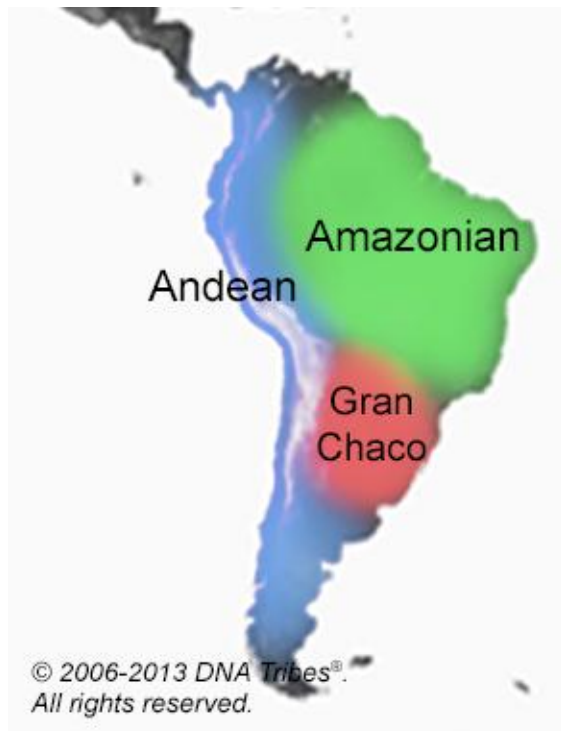 Amazonian
Andean
Gran
Chaco
© 2006-2013 DNA Tribes®.
All rights reserved.